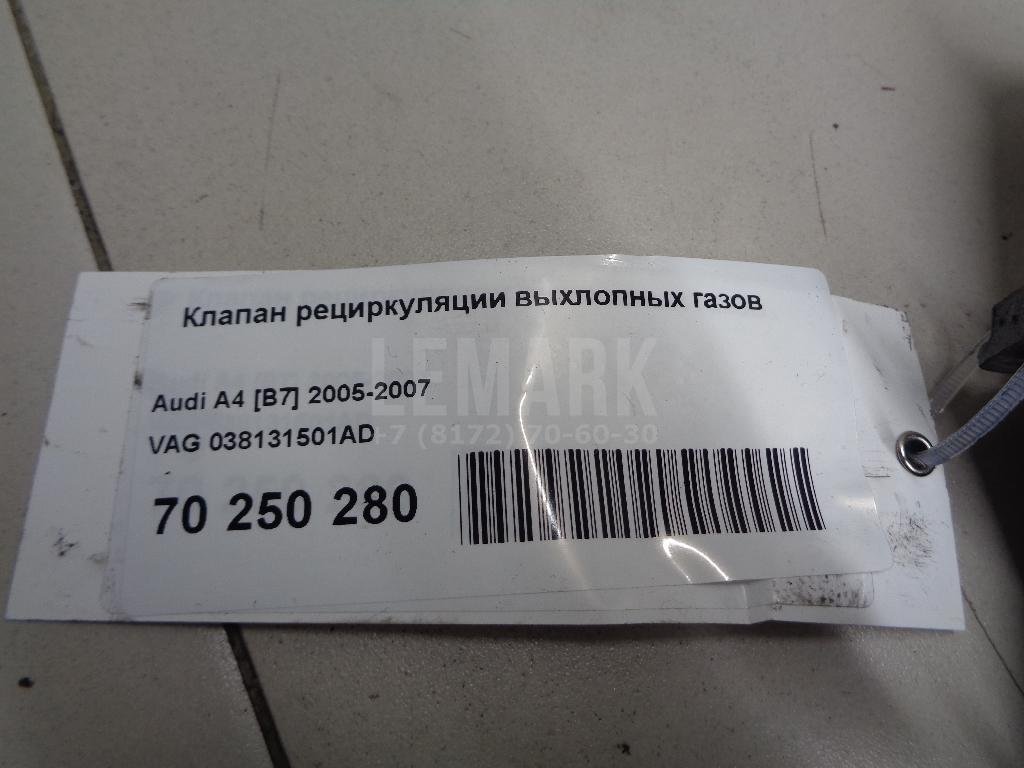 Клапан рециркуляции выхлопных газов
LEMARK
Audi A4 [B7] 2005-2007
+7 (8172) 70-60-30
VAG 038131501AD
70 250 280